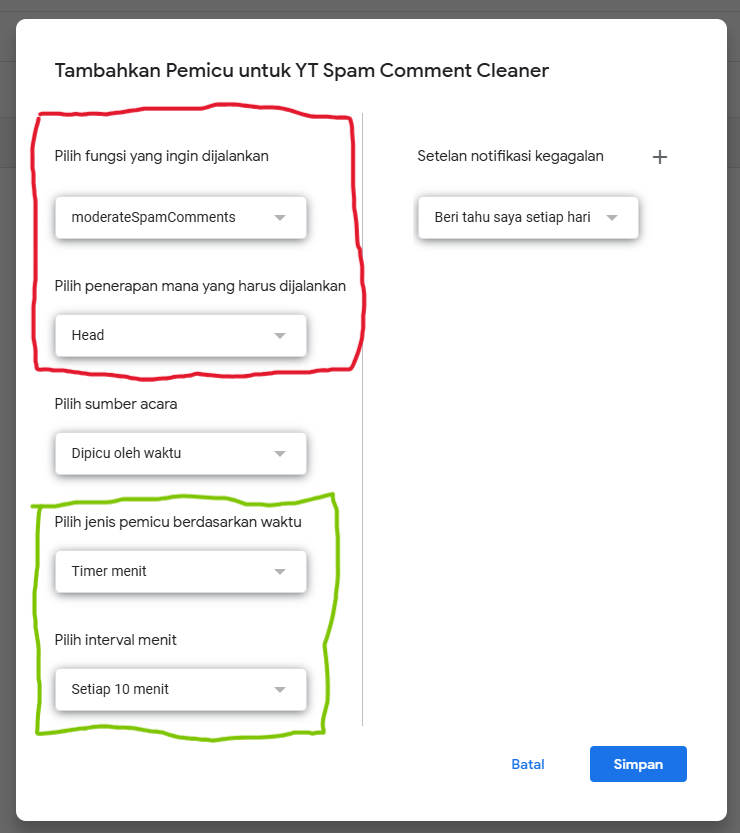 Tambahkan Pemicu untuk YT Spam Comment Cleaner
Pilih fungsi yang ingin dijalankan
moderateSpamComments
Pilih penerapan mana yang harus dijalankan
Head
Pilih sumber acara
Dipicu oleh waktu
Pilih jenis pemicu berdasarkan waktu
Timer menit
Pilih interval menit
Setiap 10 menit
Setelan notifikasi kegagalan
Beri tahu saya setiap hari
Batal
Simpan